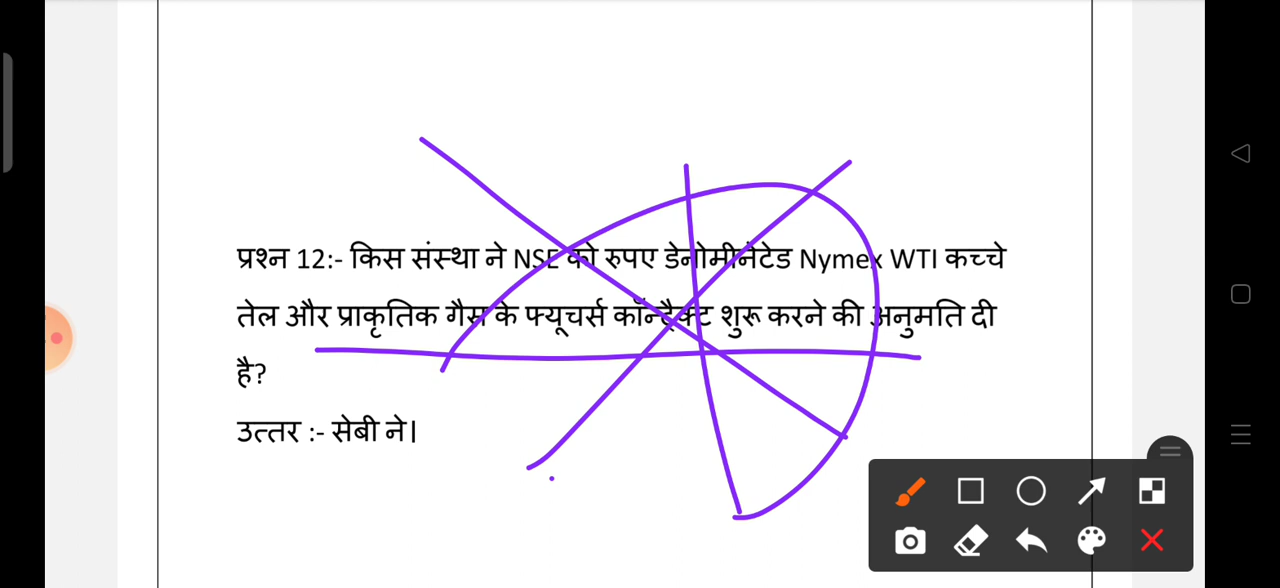 प्रश्न 12:- किस संस्था ने NSE को रुपए डेनोमीनेटेड Nymex WTI कच्चे
तेल और प्राकृतिक गैस के फ्यूचर्स कॉन्ट्रैक्ट शुरू करने की अनुमति दी
है?
उत्तर :- सेबी ने।